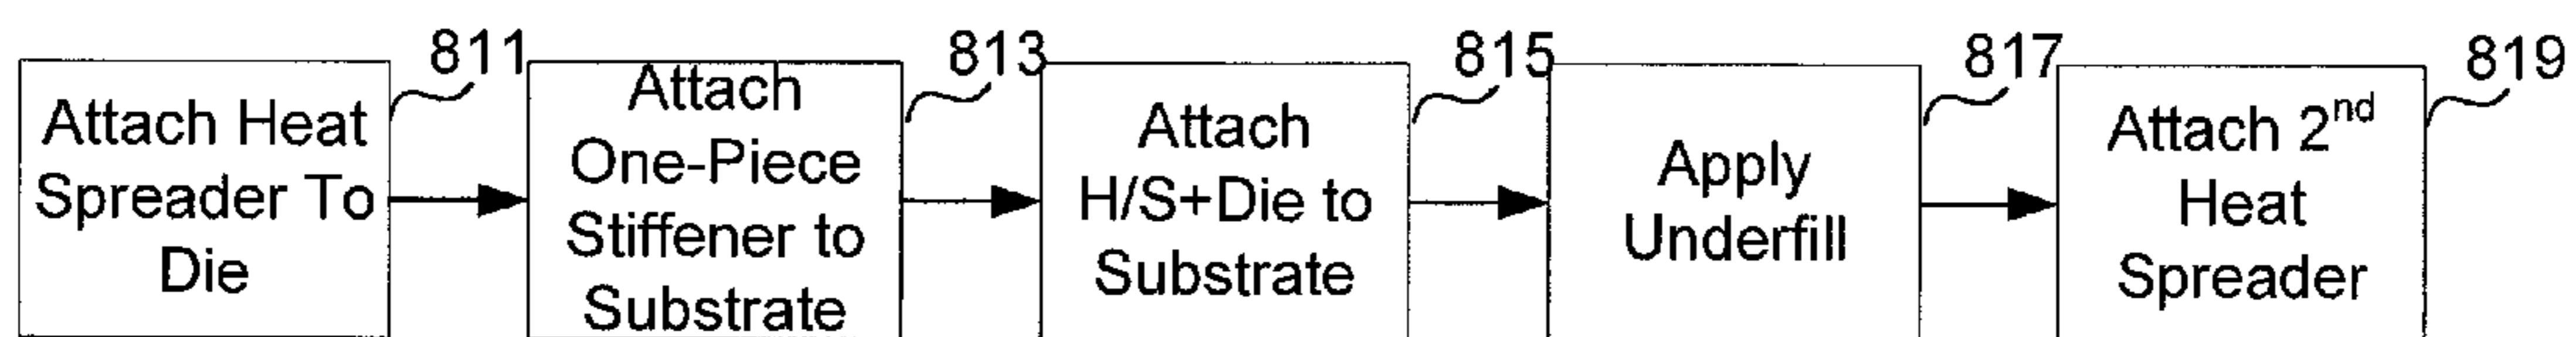 811
Attach Heat
Spreader To
Die
813
Attach
One-Piece
Stiffener to
Substrate
815
Attach
H/S+Die to
Substrate
817
Apply
Underfill
819
Attach 2nd
Heat
Spreader